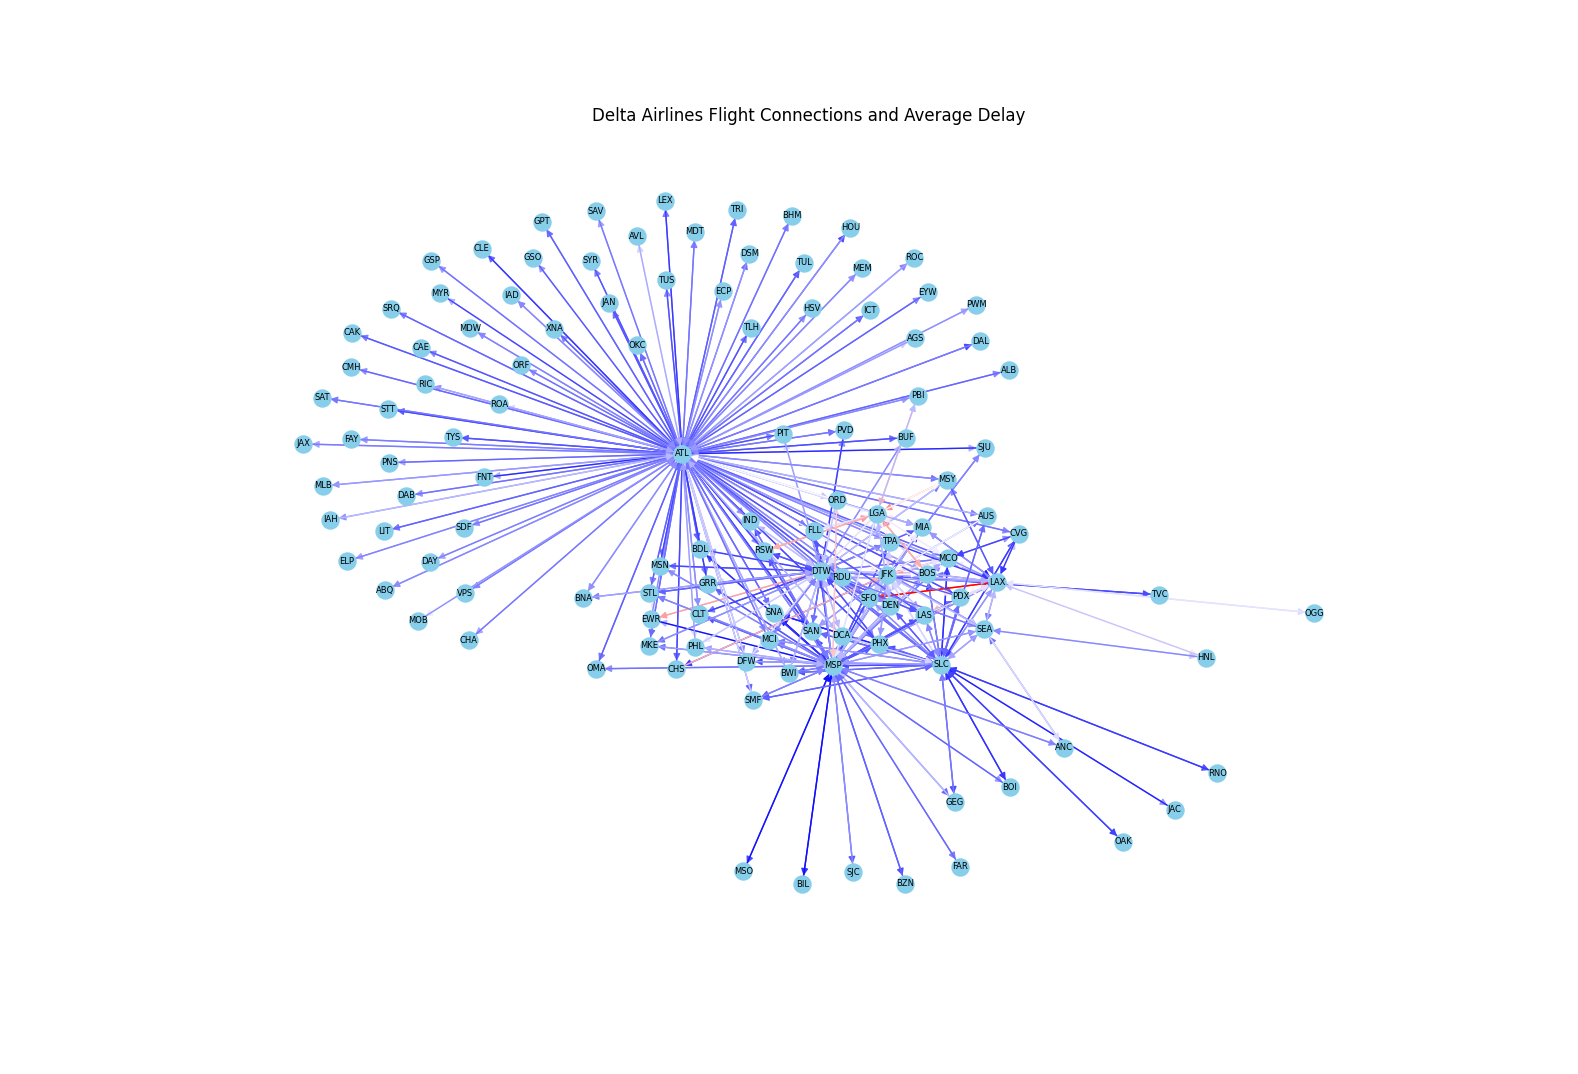 Delta Airlines Flight Connections and Average Delay
LEX
TRI
SAV
BHM
GPT
HOU
MDT
AVL
CLE
DSM
GSO
ROC
GSP
SYR
TUL
MEM
TUS
ECP
EYW
MYR
IAD
JAN
PWM
SRQ
HSV
ICT
MDW
XNA
TLH
CAK
AGS
DAL
OKC
CAE
ORF
CMH
ALB
RIC
PBI
SAT
ROA
STT
PVD
PIT
TYS
BUF
FAY
JAX
SJU
ATL
PNS
FNT
MSY
MLB
DAB
ORD
LGA
AUS
IAH
IND
MIA
SDF
LIT
FLL
CVG
TPA
BDL
RSW
MCO
ELP
DAY
MSN
DTW
JFK
BOS
RDU
LAX
GRR
ABQ
VPS
STL
TVC
PDX
BNA
SFO
DEN
SNA
OGG
CLT
LAS
EWR
MOB
SEA
SAN
DCA
CHA
MCI
PHX
MKE
PHL
HNL
DFW
SLC
MSP
OMA
CHS
BWI
SMF
ANC
RNO
BOI
GEG
JAC
OAK
FAR
MSO
SJC
BIL
BZN